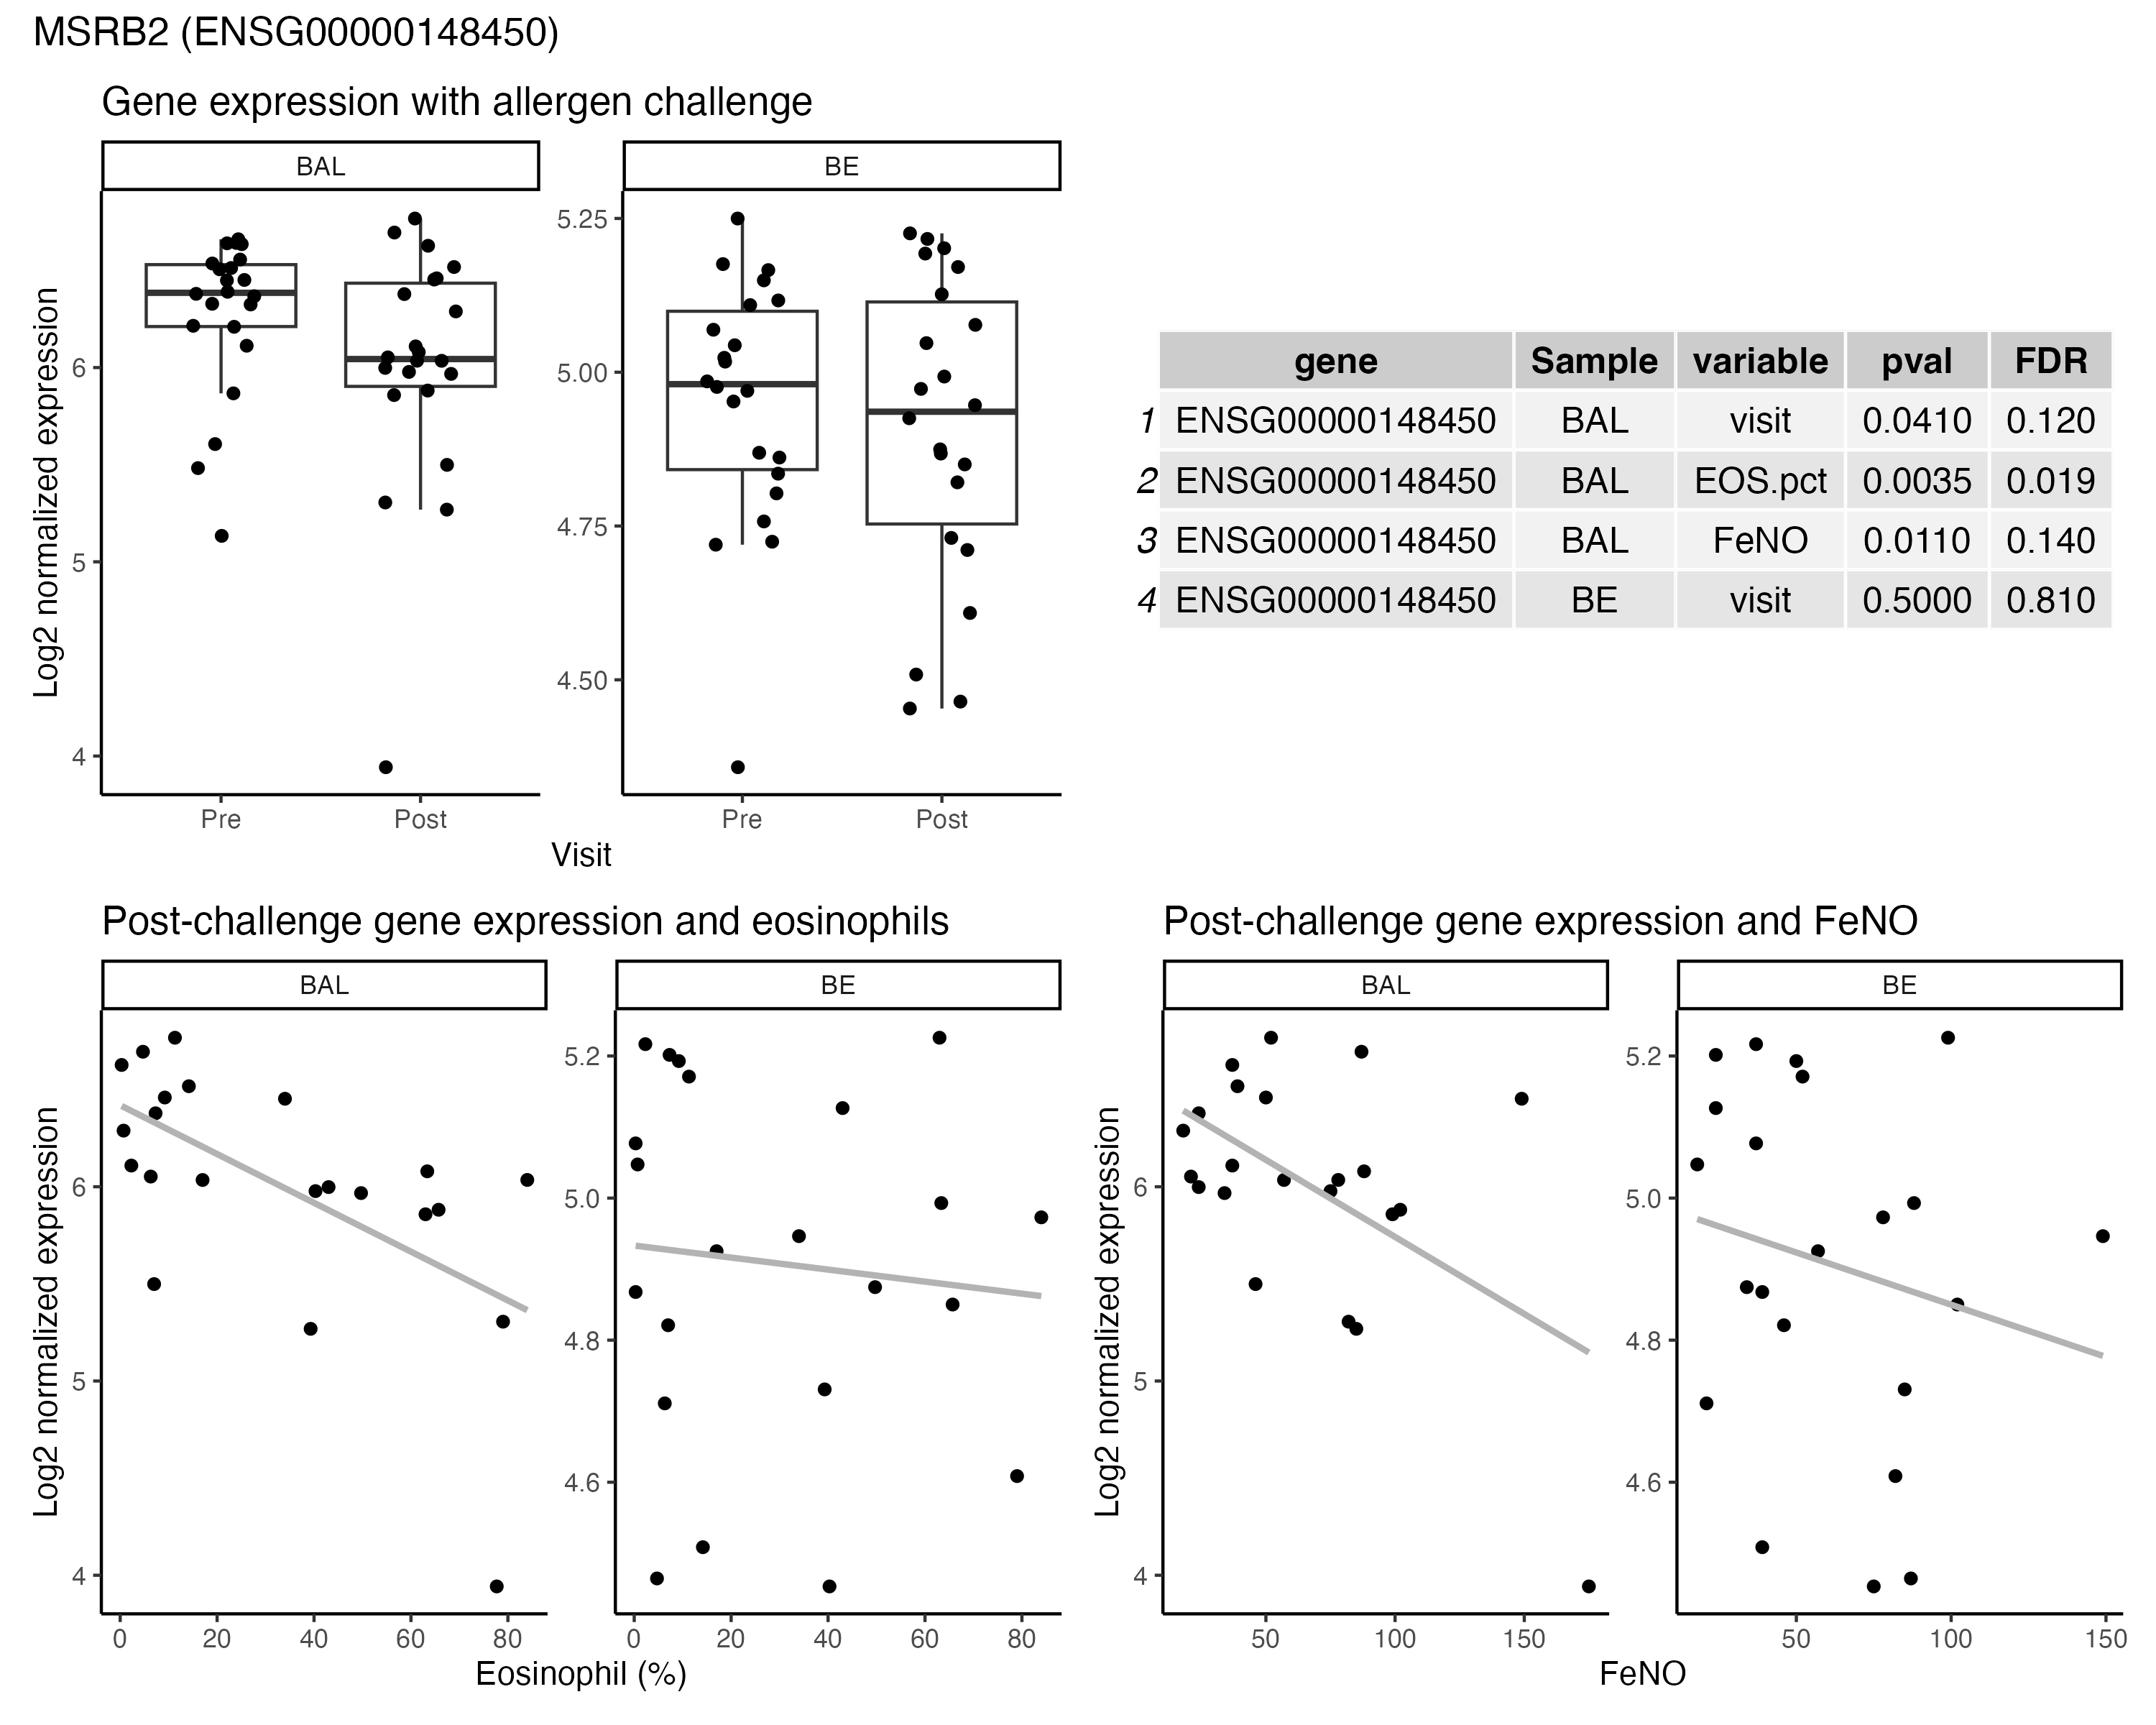 MSRB2 (ENSG00000148450)
Gene expression with allergen challenge
BAL
BE
Log2 normalized expression
6
5
4
5.25
5.00
4.75
4.50
Pre
Post
Pre
Post
Visit
gene Sample variable pval FDR
1 ENSG00000148450 BAL visit 0.0410 0.120
2 ENSG00000148450 BAL EOS.pct 0.0035 0.019
3 ENSG00000148450 BAL FeNO 0.0110 0.140
4 ENSG00000148450 BE visit 0.5000 0.810
Post-challenge gene expression and eosinophils
BAL
BE
Log2 normalized expression
6
5
4
5.2
5.0
4.8
4.6
0 20 40 60 80
0 20 40 60 80
Eosinophil (%)
Post-challenge gene expression and FeNO
BAL
BE
Log2 normalized expression
6
5
4
5.2
5.0
4.8
4.6
50 100 150
50 100 150
FeNO